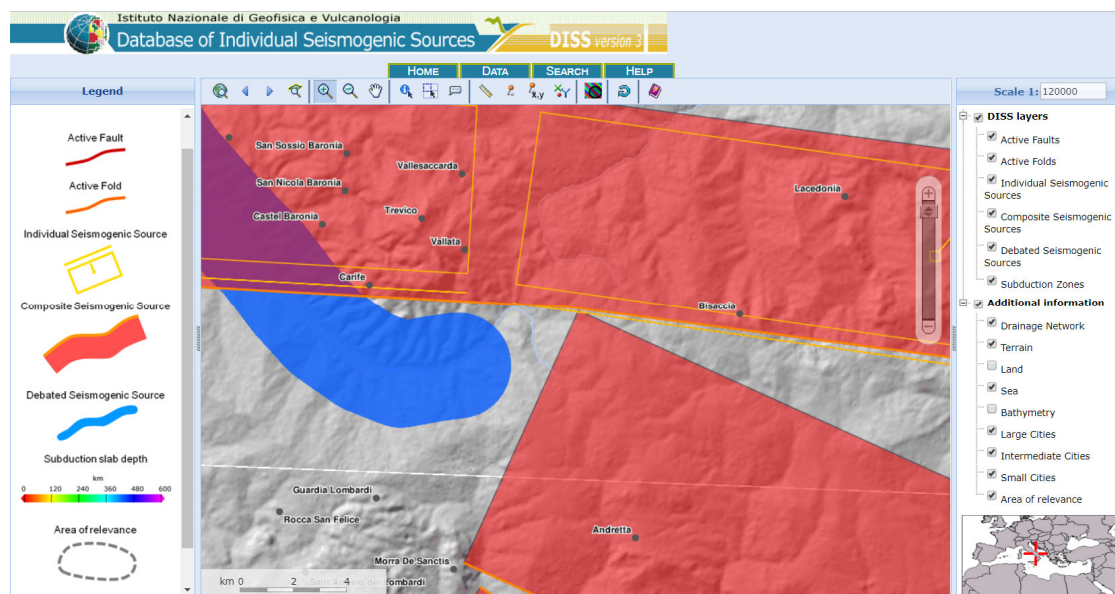 Istituto Nazionale di Geofisica e Vulcanologia
Database of Individual Seismogenic Sources
DISS version 3
HOME DATA SEARCH HELP
Legend
Active Fault
Active Fold
Individual Seismogenic Source
Composite Seismogenic Source
Debated Seismogenic Source
Subduction slab depth
km
0 120 240 360 480 600
Area of relevance
x,y
San Sossio Baronia
Vallesaccarda
San Nicola Baronia
Lacedonia
Castel Baronia
Trevico
Vallata
Carife
Bisaccia
Guardia Lombardi
Rocca San Felice
Andretta
Morra De Sanctis
Sant'Angelo dei Lombardi
km 0 2 4
Scale 1: 120000
DISS layers
Active Faults
Active Folds
Individual Seismogenic
Sources
Composite Seismogenic
Sources
Debated Seismogenic
Sources
Subduction Zones
Additional information
Drainage Network
Terrain
Land
Sea
Bathymetry
Large Cities
Intermediate Cities
Small Cities
Area of relevance